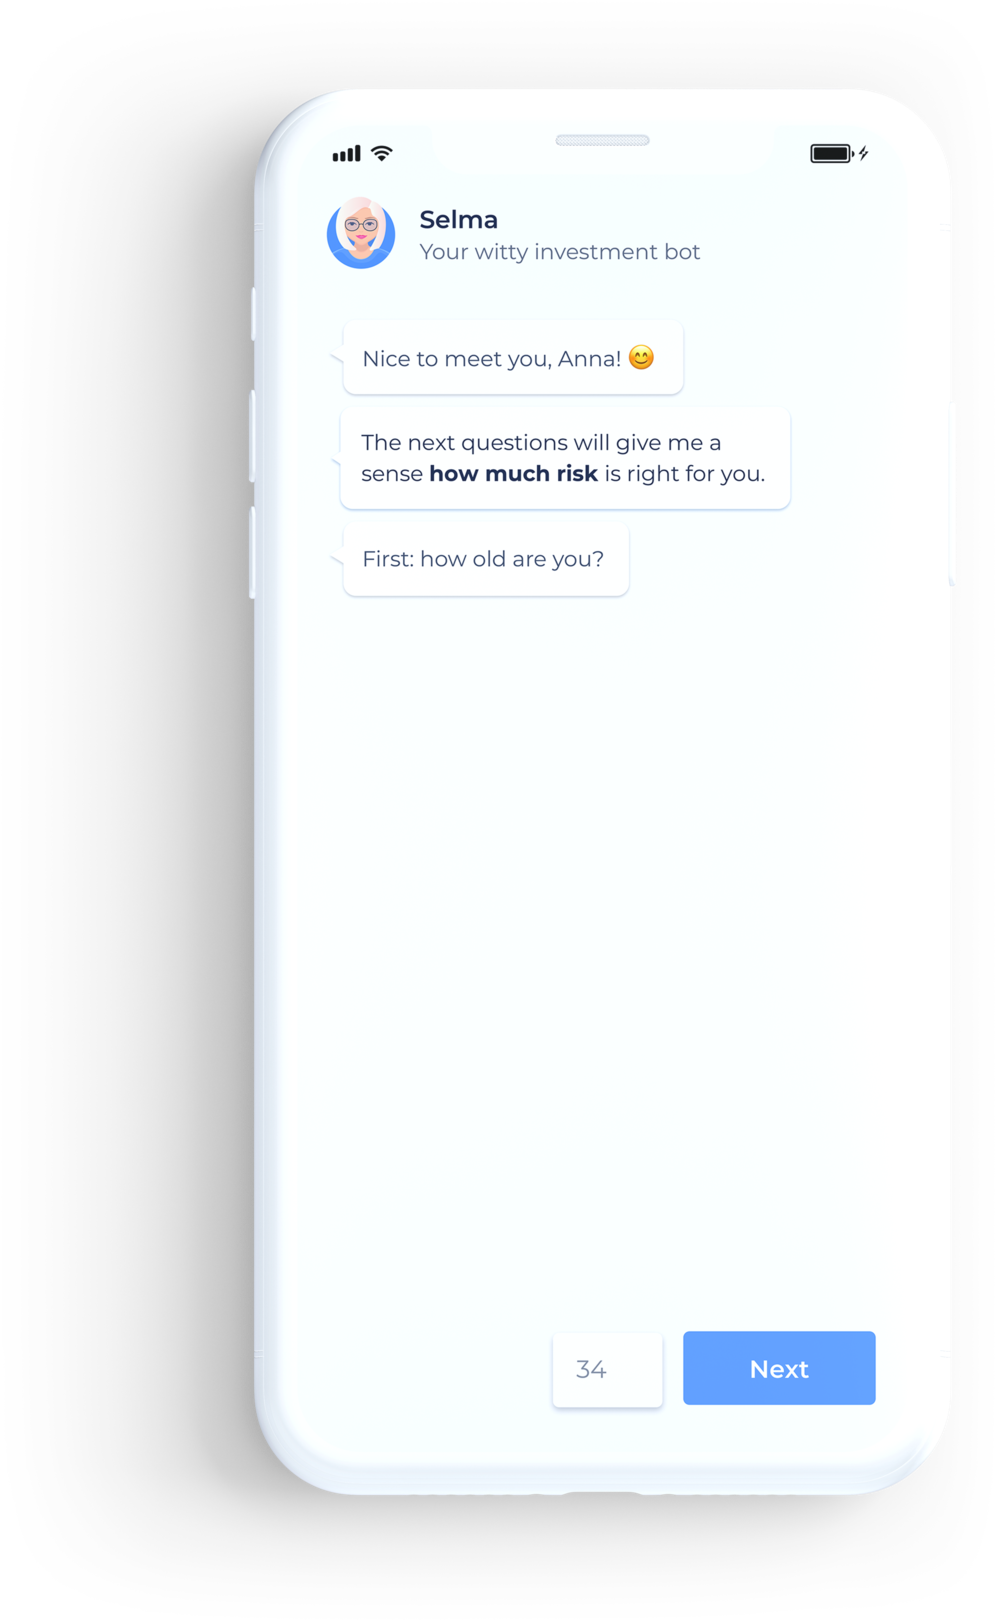 Selma
Your witty investment bot
Nice to meet you, Anna! 😊
The next questions will give me a
sense how much risk is right for you.
First: how old are you?
34
Next